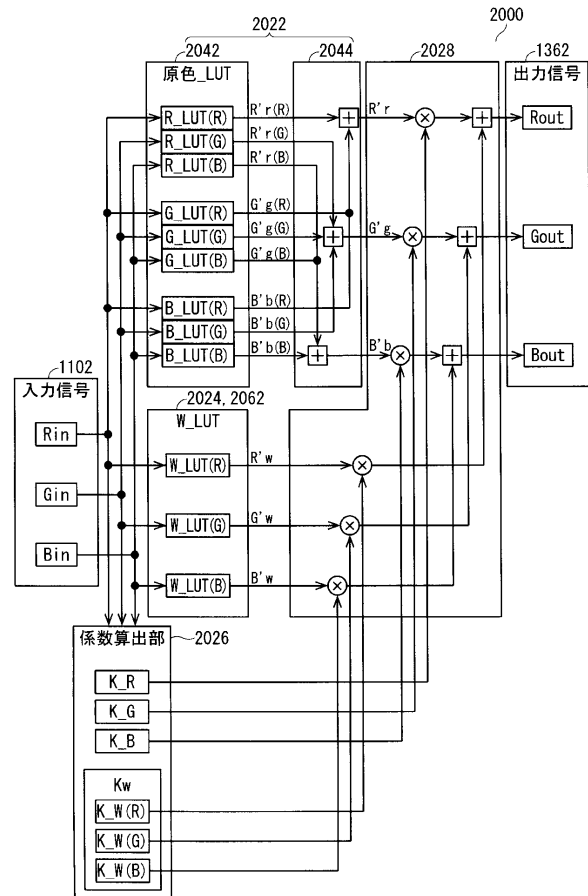 2000
2022
2042
2044
2028
1362
原色_LUT
出力信号
R_LUT(R)
R'r(R)
R'r
Rout
R_LUT(G)
R'r(G)
R_LUT(B)
R'r(B)
G_LUT(R)
G'g(R)
G_LUT(G)
G'g(G)
G'g
Gout
G_LUT(B)
G'g(B)
B_LUT(R)
B'b(R)
B_LUT(G)
B'b(G)
B_LUT(B)
B'b(B)
B'b
Bout
1102
入力信号
2024, 2062
W_LUT
Rin
W_LUT(R)
R'w
Gin
W_LUT(G)
G'w
Bin
W_LUT(B)
B'w
係数算出部
2026
K_R
K_G
K_B
Kw
K_W(R)
K_W(G)
K_W(B)